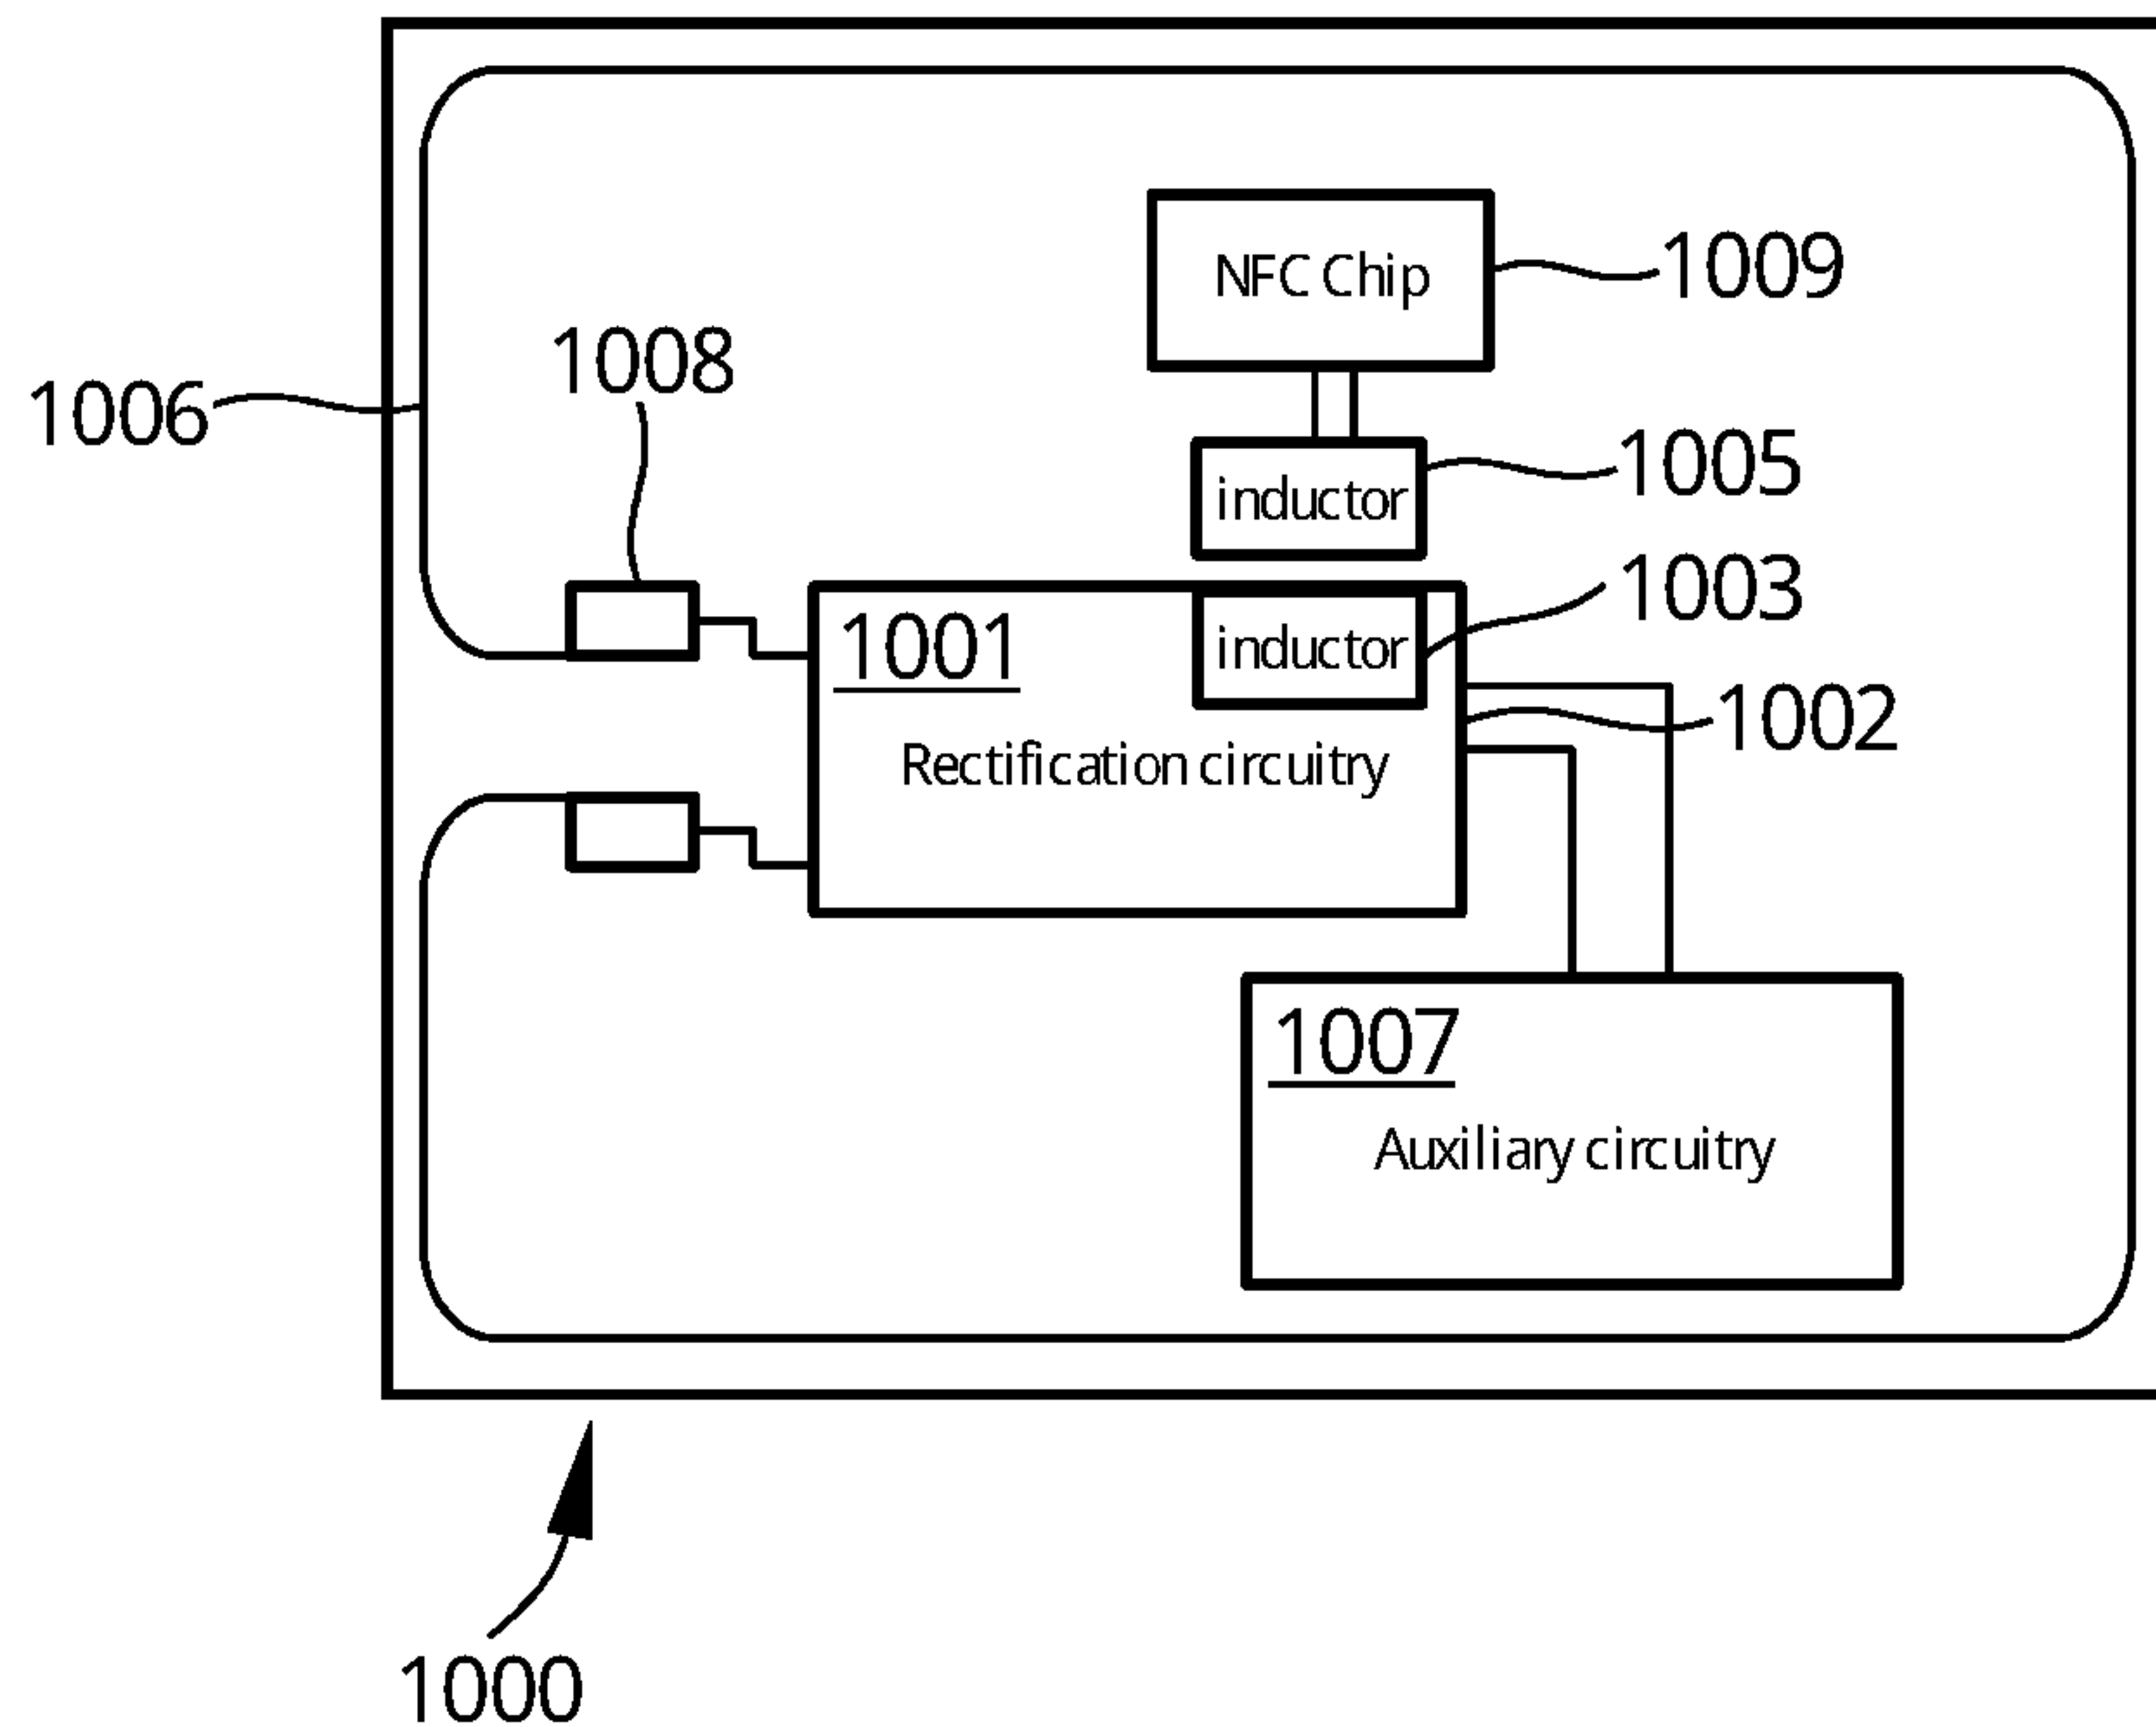 NFC Chip
1009
1008
1006
1005
inductor
1003
1001
inductor
1002
Rectification circuitry
1007
Auxiliary circuitry
1000